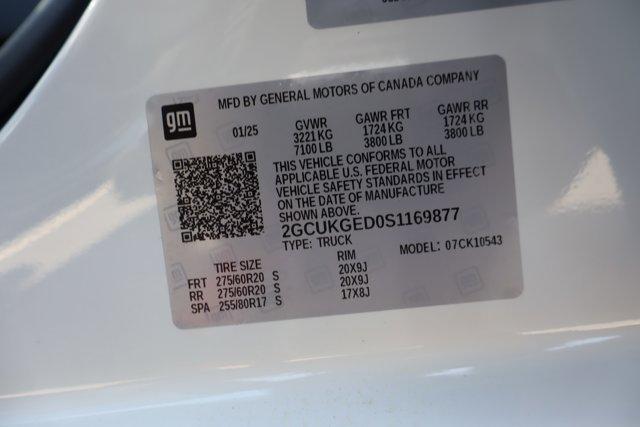 MFD BY GENERAL MOTORS OF CANADA COMPANY
gm
01/25
GVWR
3221 KG
7100 LB
GAWR FRT
1724 KG
3800 LB
GAWR RR
1724 KG
3800 LB
THIS VEHICLE CONFORMS TO ALL
APPLICABLE U.S. FEDERAL MOTOR
VEHICLE SAFETY STANDARDS IN EFFECT
ON THE DATE OF MANUFACTURE
SHOWN ABOVE.
2GCUKGED0S1169877
TYPE: TRUCK
MODEL: 07CK10543
TIRE SIZE RIM
FRT 275/60R20 S 20X9J
RR 275/60R20 S 20X9J
SPA 255/80R17 S 17X8J